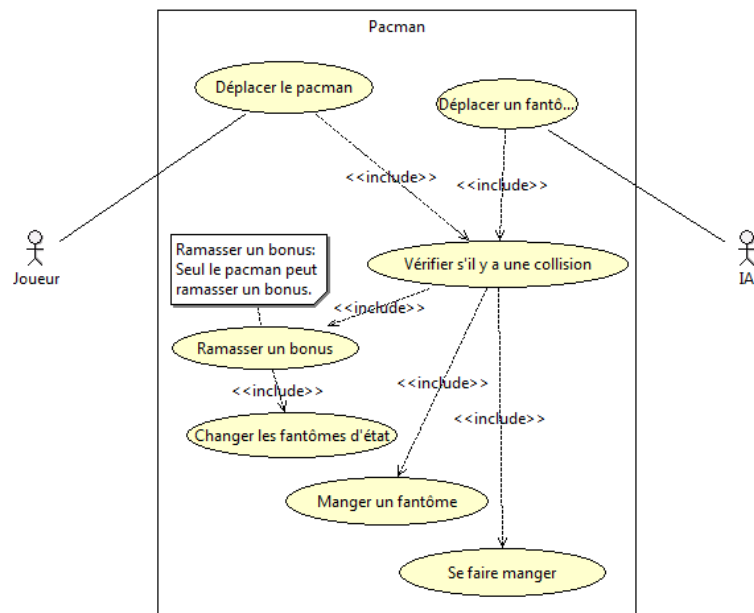 Pacman
Déplacer le pacman
Déplacer un fantô...
<<include>>
<<include>>
Joueur
IA
Ramasser un bonus:
Seul le pacman peut
ramasser un bonus.
Vérifier s'il y a une collision
<<include>>
Ramasser un bonus
<<include>>
<<include>>
<<include>>
Changer les fantômes d'état
Manger un fantôme
Se faire manger